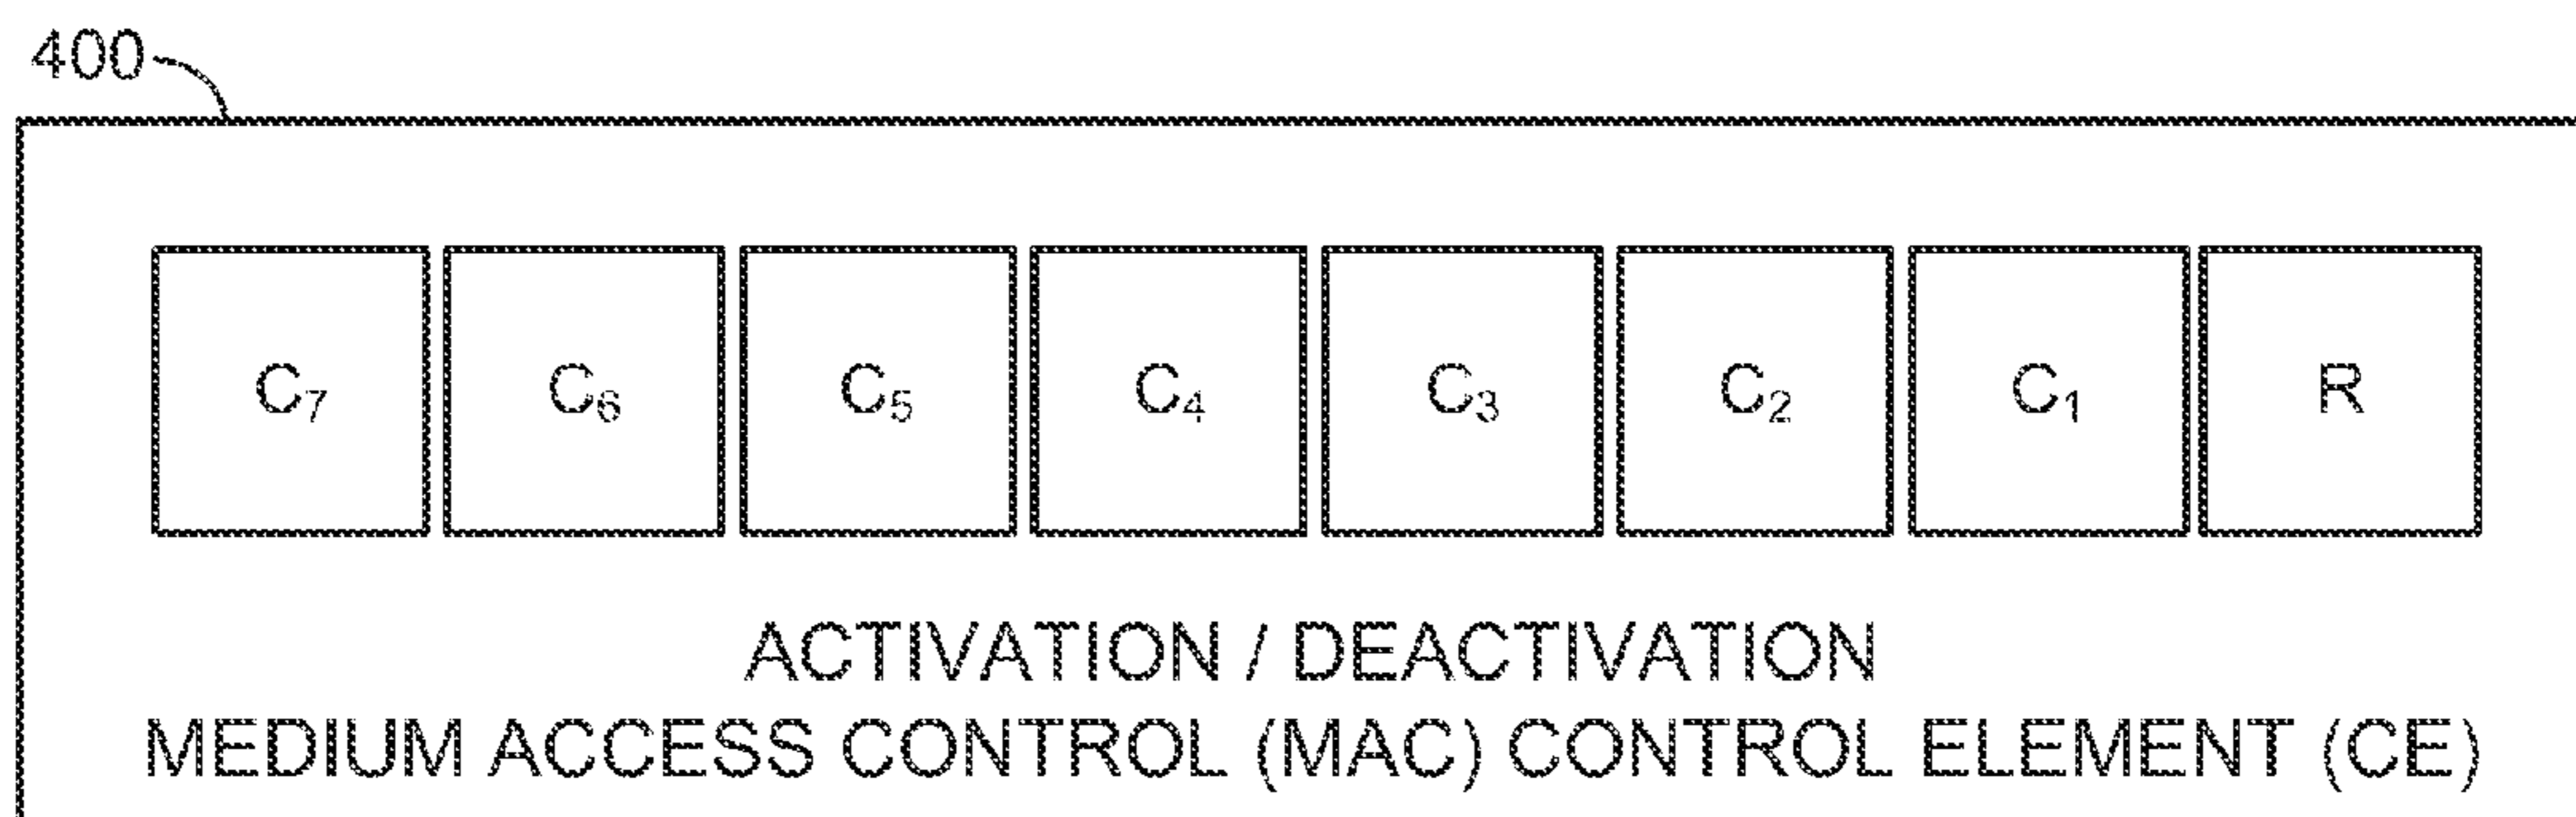 400
C₇ C₆ C₅ C₄ C₃ C₂ C₁ R
ACTIVATION / DEACTIVATION
MEDIUM ACCESS CONTROL (MAC) CONTROL ELEMENT (CE)